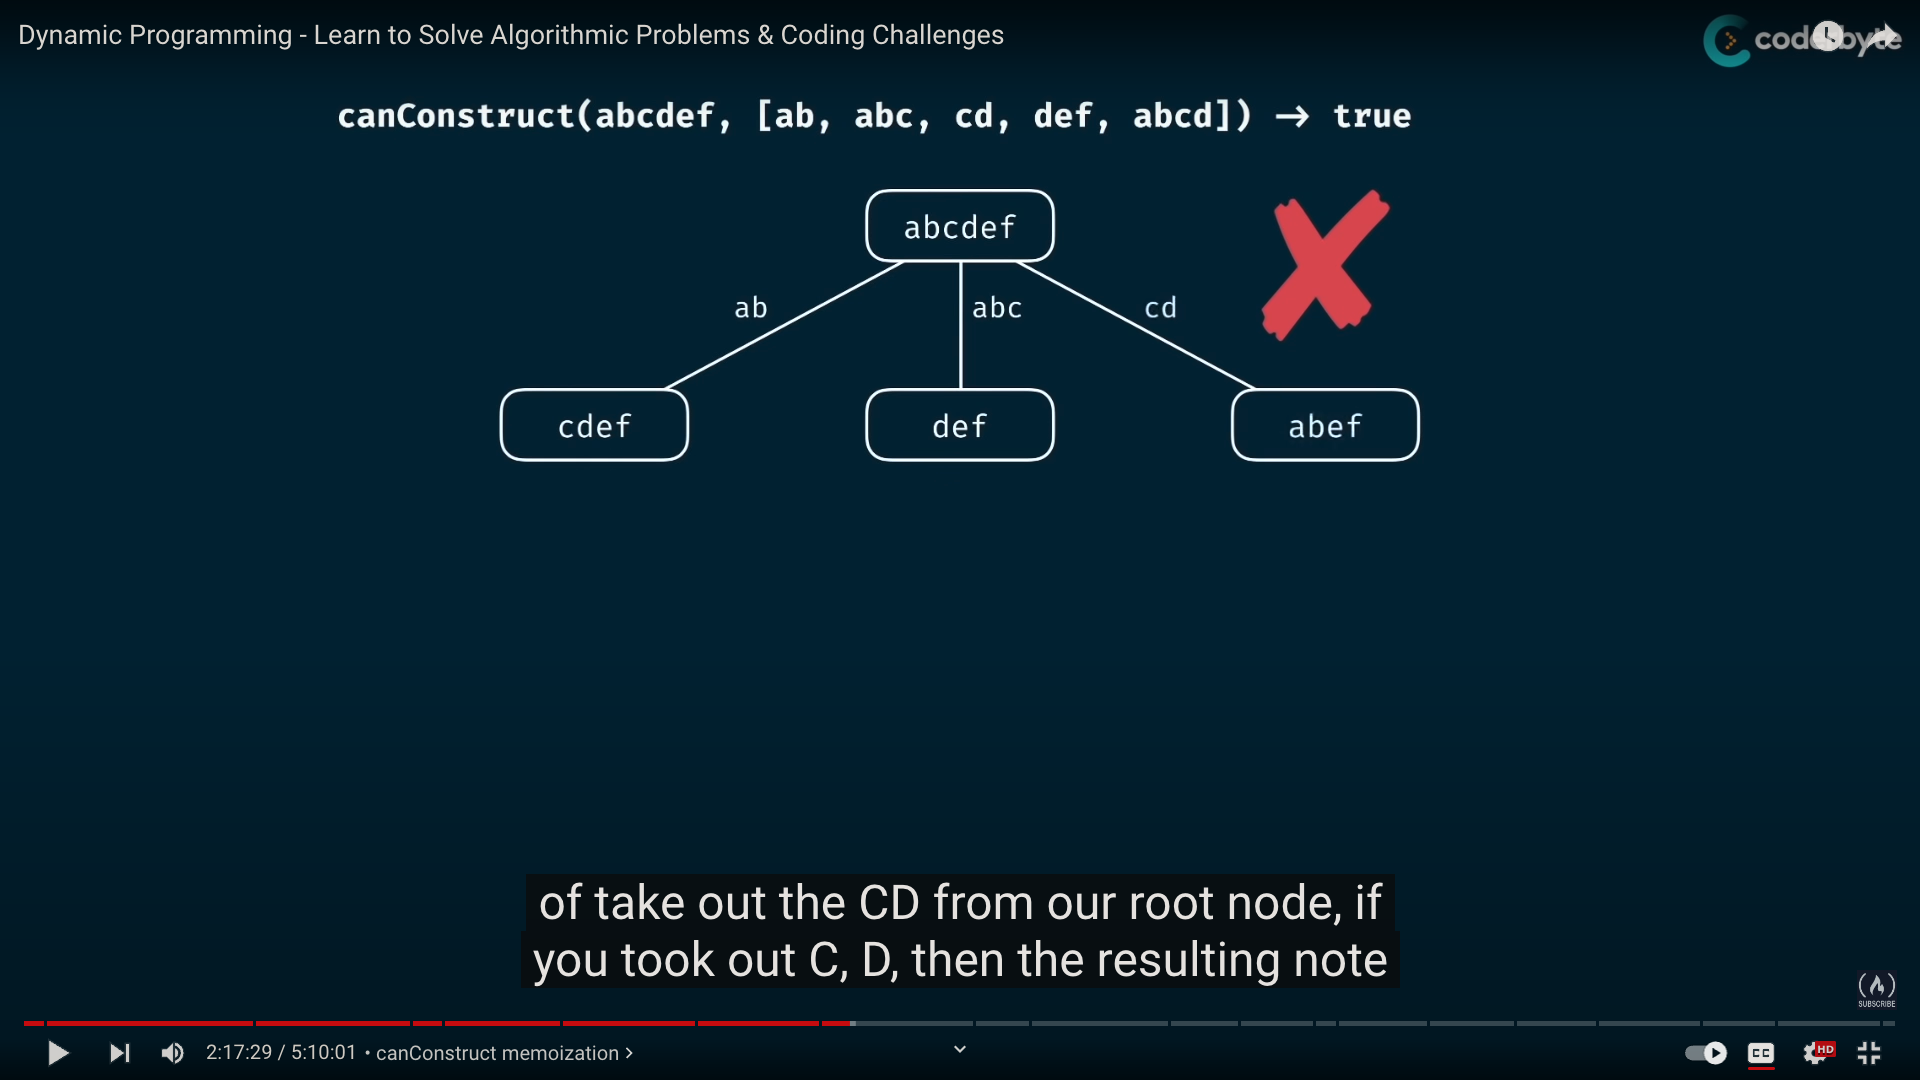 Dynamic Programming - Learn to Solve Algorithmic Problems & Coding Challenges
coderbyte
canConstruct(abcdef, [ab, abc, cd, def, abcd]) → true
abcdef
ab
abc
cd
cdef
def
abef
of take out the CD from our root node, if
you took out C, D, then the resulting note
SUBSCRIBE
2:17:29 / 5:10:01 • canConstruct memoization >
CC
HD